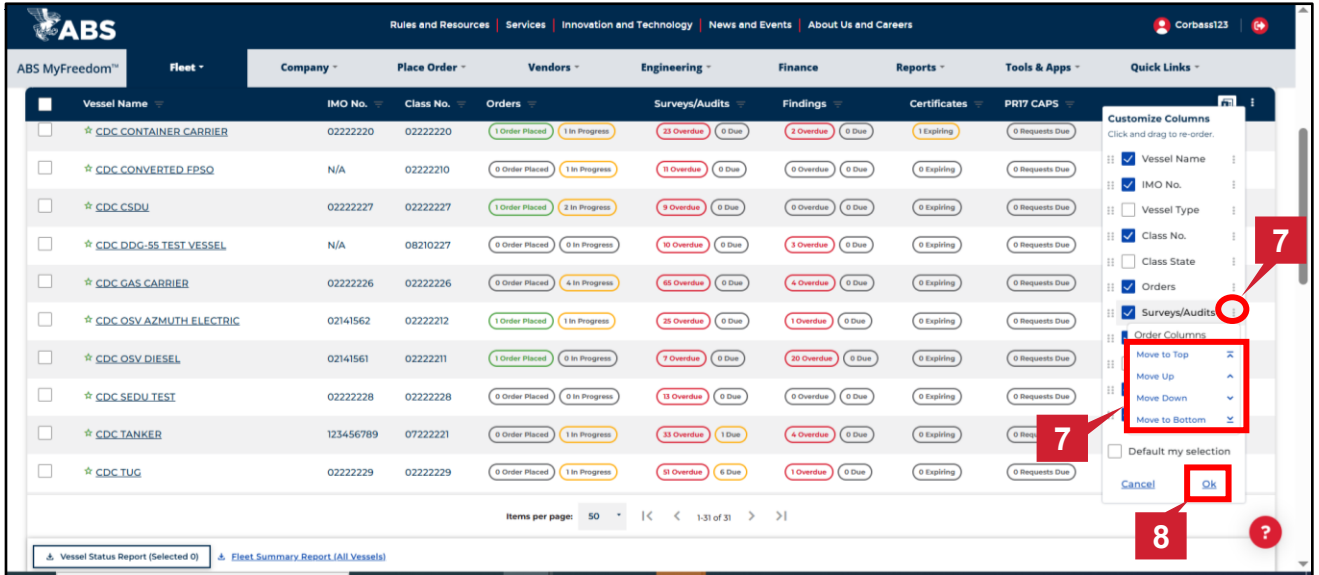 ABS
Rules and Resources | Services | Innovation and Technology | News and Events | About Us and Careers
Corbass123
ABS MyFreedom™ Fleet Company Place Order Vendors Engineering Finance Reports Tools & Apps Quick Links
Vessel Name IMO No. Class No. Orders Surveys/Audits Findings Certificates PR17 CAPS
CDC CONTAINER CARRIER 02222220 02222220 1 Order Placed 1 In Progress 23 Overdue 0 Due 2 Overdue 0 Due 1 Expiring 0 Requests Due
CDC CONVERTED FPSO N/A 02222210 0 Order Placed 1 In Progress 11 Overdue 0 Due 0 Overdue 0 Due 0 Expiring 0 Requests Due
CDC CSDU 02222227 02222227 1 Order Placed 2 In Progress 9 Overdue 0 Due 0 Overdue 0 Due 0 Expiring 0 Requests Due
CDC DDG-55 TEST VESSEL N/A 08210227 0 Order Placed 0 In Progress 10 Overdue 0 Due 3 Overdue 0 Due 0 Expiring 0 Requests Due
CDC GAS CARRIER 02222226 02222226 0 Order Placed 4 In Progress 65 Overdue 0 Due 4 Overdue 0 Due 0 Expiring 0 Requests Due
CDC OSV AZMUTH ELECTRIC 02141562 02222212 1 Order Placed 1 In Progress 25 Overdue 0 Due 1 Overdue 0 Due 0 Expiring 0 Requests Due
CDC OSV DIESEL 02141561 02222211 1 Order Placed 0 In Progress 7 Overdue 0 Due 20 Overdue 0 Due 0 Expiring 0 Requests Due
CDC SEDU TEST 02222228 02222228 0 Order Placed 0 In Progress 13 Overdue 0 Due 0 Overdue 0 Due 0 Expiring 0 Requests Due
CDC TANKER 123456789 07222221 0 Order Placed 1 In Progress 33 Overdue 1 Due 4 Overdue 0 Due 0 Expiring 0
CDC TUG 02222229 02222229 0 Order Placed 1 In Progress 51 Overdue 6 Due 1 Overdue 0 Due 0 Expiring 0 Requests Due
Customize Columns
Click and drag to re-order.
Vessel Name
IMO No.
Vessel Type
Class No.
7
Class State
Orders
Surveys/Audits
Order Columns
Move to Top
Move Up
Move Down
Move to Bottom
7
Default my selection
Cancel Ok
8
Items per page: 50 1-31 of 31
?
Vessel Status Report (Selected 0) Fleet Summary Report (All Vessels)